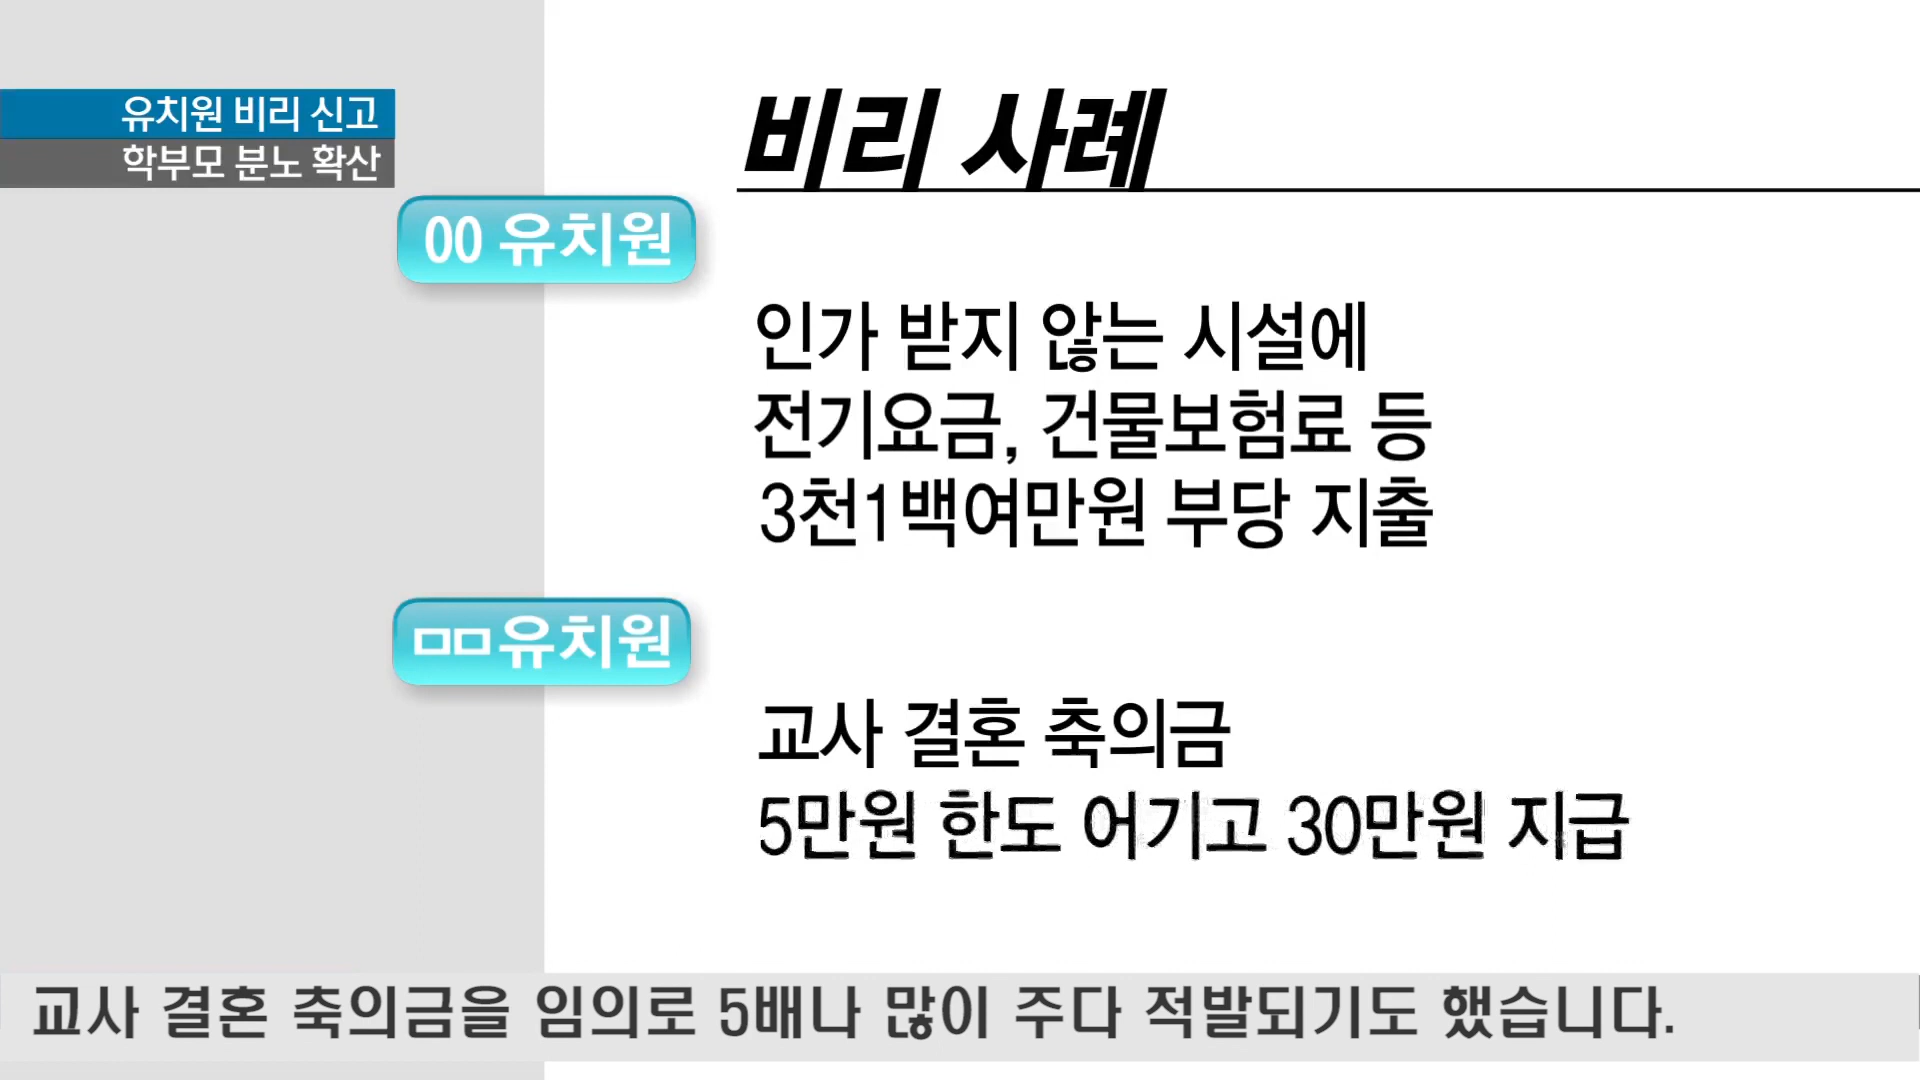 유치원 비리 신고
학부모 분노 확산
비리 사례
OO 유치원
인가 받지 않는 시설에
전기요금, 건물보험료 등
3천1백여만원 부당 지출
ㅁㅁ유치원
교사 결혼 축의금
5만원 한도 어기고 30만원 지급
교사 결혼 축의금을 임의로 5배나 많이 주다 적발되기도 했습니다.